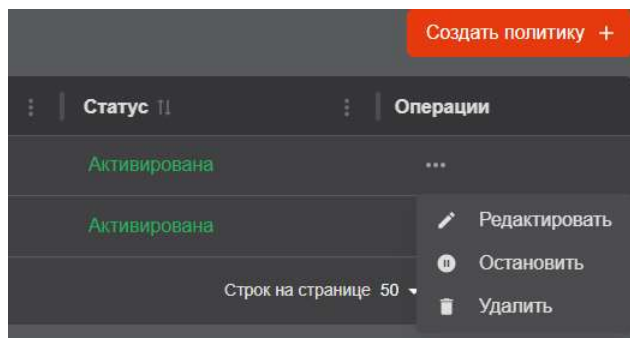 Создать политику +
Статус Операции
Активирована
Активирована
Редактировать
Остановить
Строк на странице 50
Удалить